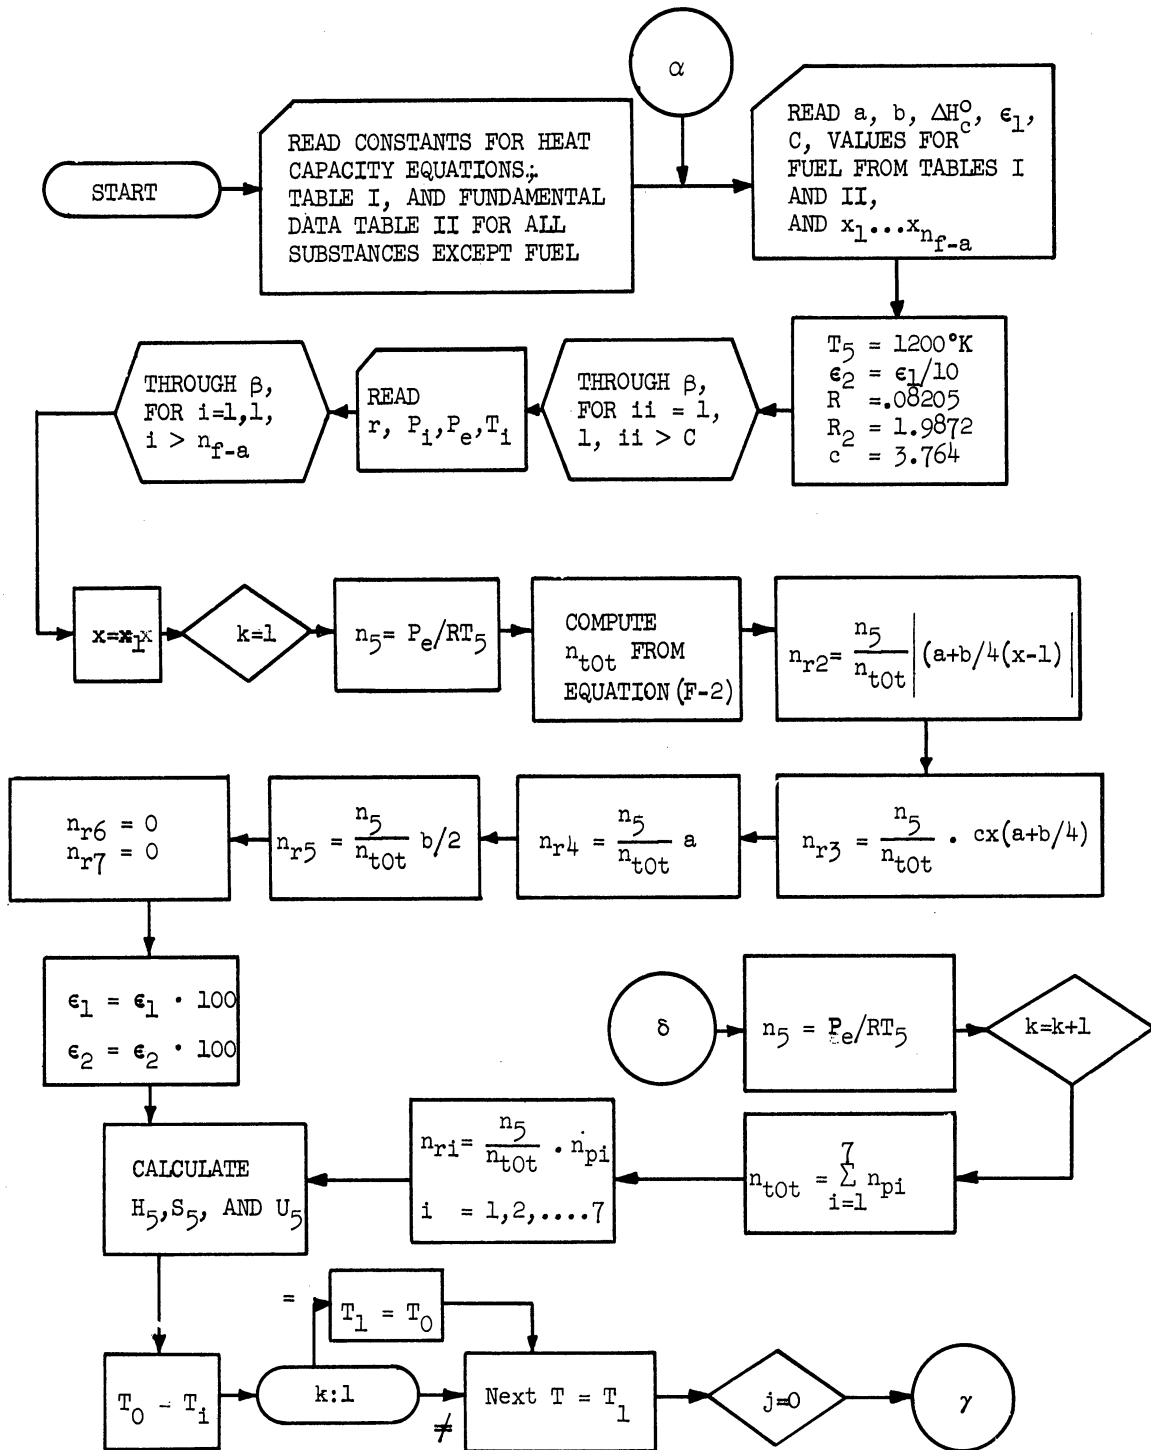 α
START
READ CONSTANTS FOR HEAT
CAPACITY EQUATIONS;
TABLE I, AND FUNDAMENTAL
DATA TABLE II FOR ALL
SUBSTANCES EXCEPT FUEL
READ a, b, ΔH°c, ϵ1,
C, VALUES FOR
FUEL FROM TABLES I
AND II,
AND x1...xnf-a
T5 = 1200°K
ϵ2 = ϵ1/10
R =.08205
R2 = 1.9872
c = 3.764
THROUGH β,
FOR ii = 1,
1, ii > C
READ
r, Pi,Pe,Ti
THROUGH β,
FOR i=1,1,
i > nf-a
x=x1x
k=1
n5= Pe/RT5
COMPUTE
ntot FROM
EQUATION(F-2)
nr2= n5/ntot |(a+b/4(x-1)|
nr3 = n5/ntot · cx(a+b/4)
nr4 = n5/ntot a
nr5 = n5/ntot b/2
nr6 = 0
nr7 = 0
ϵ1 = ϵ1 · 100
ϵ2 = ϵ2 · 100
δ
n5 = Pe/RT5
k=k+1
ntot = 7Σi=1 npi
nri= n5/ntot · npi
i = 1,2,....7
CALCULATE
H5,S5, AND U5
T0 - Ti
k:1
=
T1 = T0
≠
Next T = T1
j=0
γ